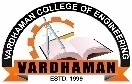 VARDHAMAN COLLEGE OF ENGINEERING
VARDHAMAN
ESTD. 1999